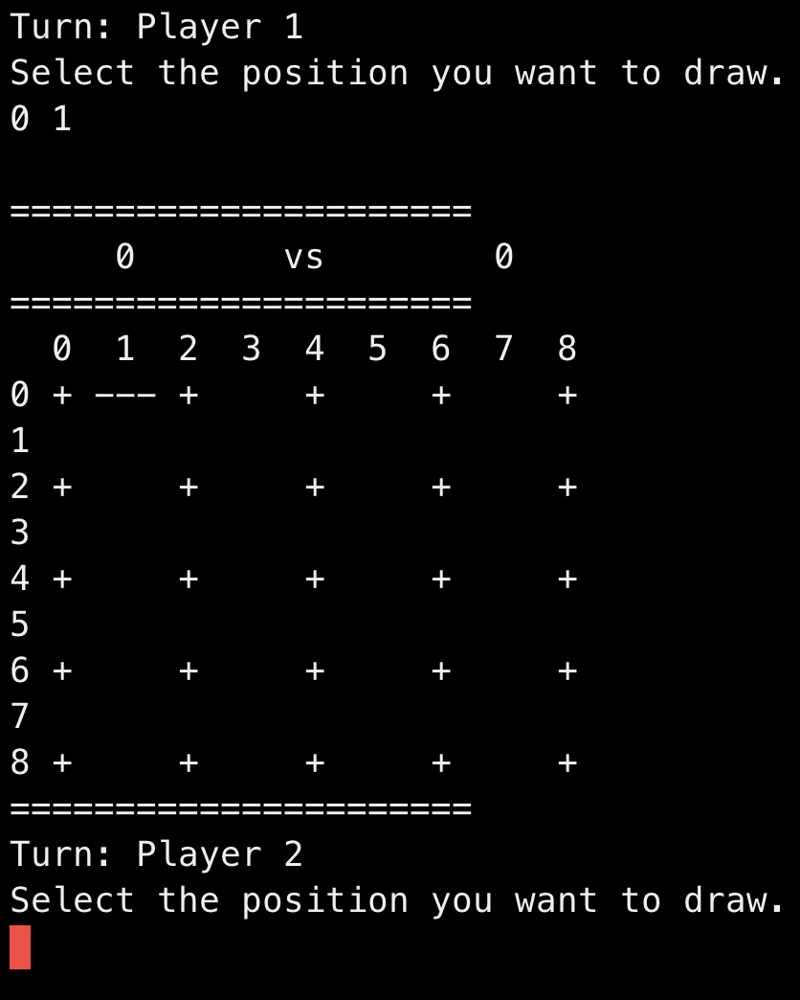 Turn: Player 1
Select the position you want to draw.
0 1
======================
     0       vs        0
======================
  0  1  2  3  4  5  6  7  8
0 + --- +     +     +     +
1
2 +     +     +     +     +
3
4 +     +     +     +     +
5
6 +     +     +     +     +
7
8 +     +     +     +     +
======================
Turn: Player 2
Select the position you want to draw.